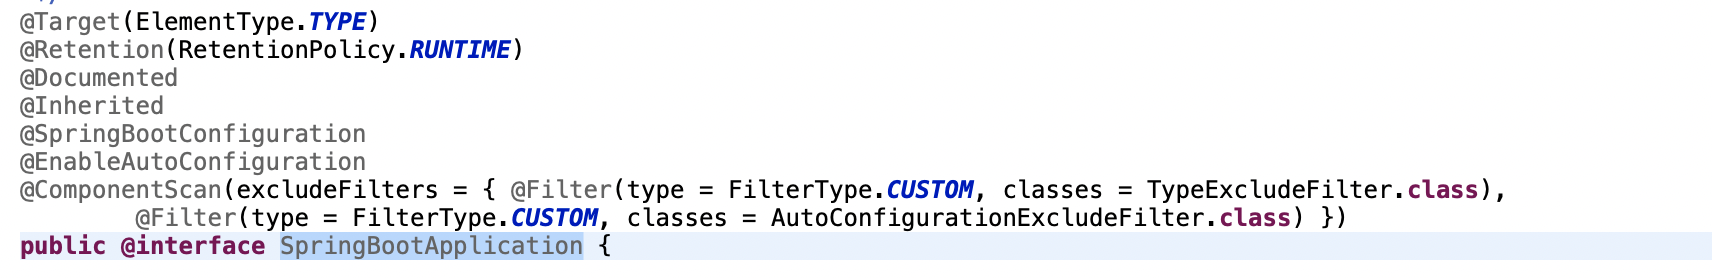 @Target(ElementType.TYPE)
@Retention(RetentionPolicy.RUNTIME)
@Documented
@Inherited
@SpringBootConfiguration
@EnableAutoConfiguration
@ComponentScan(excludeFilters = { @Filter(type = FilterType.CUSTOM, classes = TypeExcludeFilter.class),
@Filter(type = FilterType.CUSTOM, classes = AutoConfigurationExcludeFilter.class) })
public @interface SpringBootApplication {